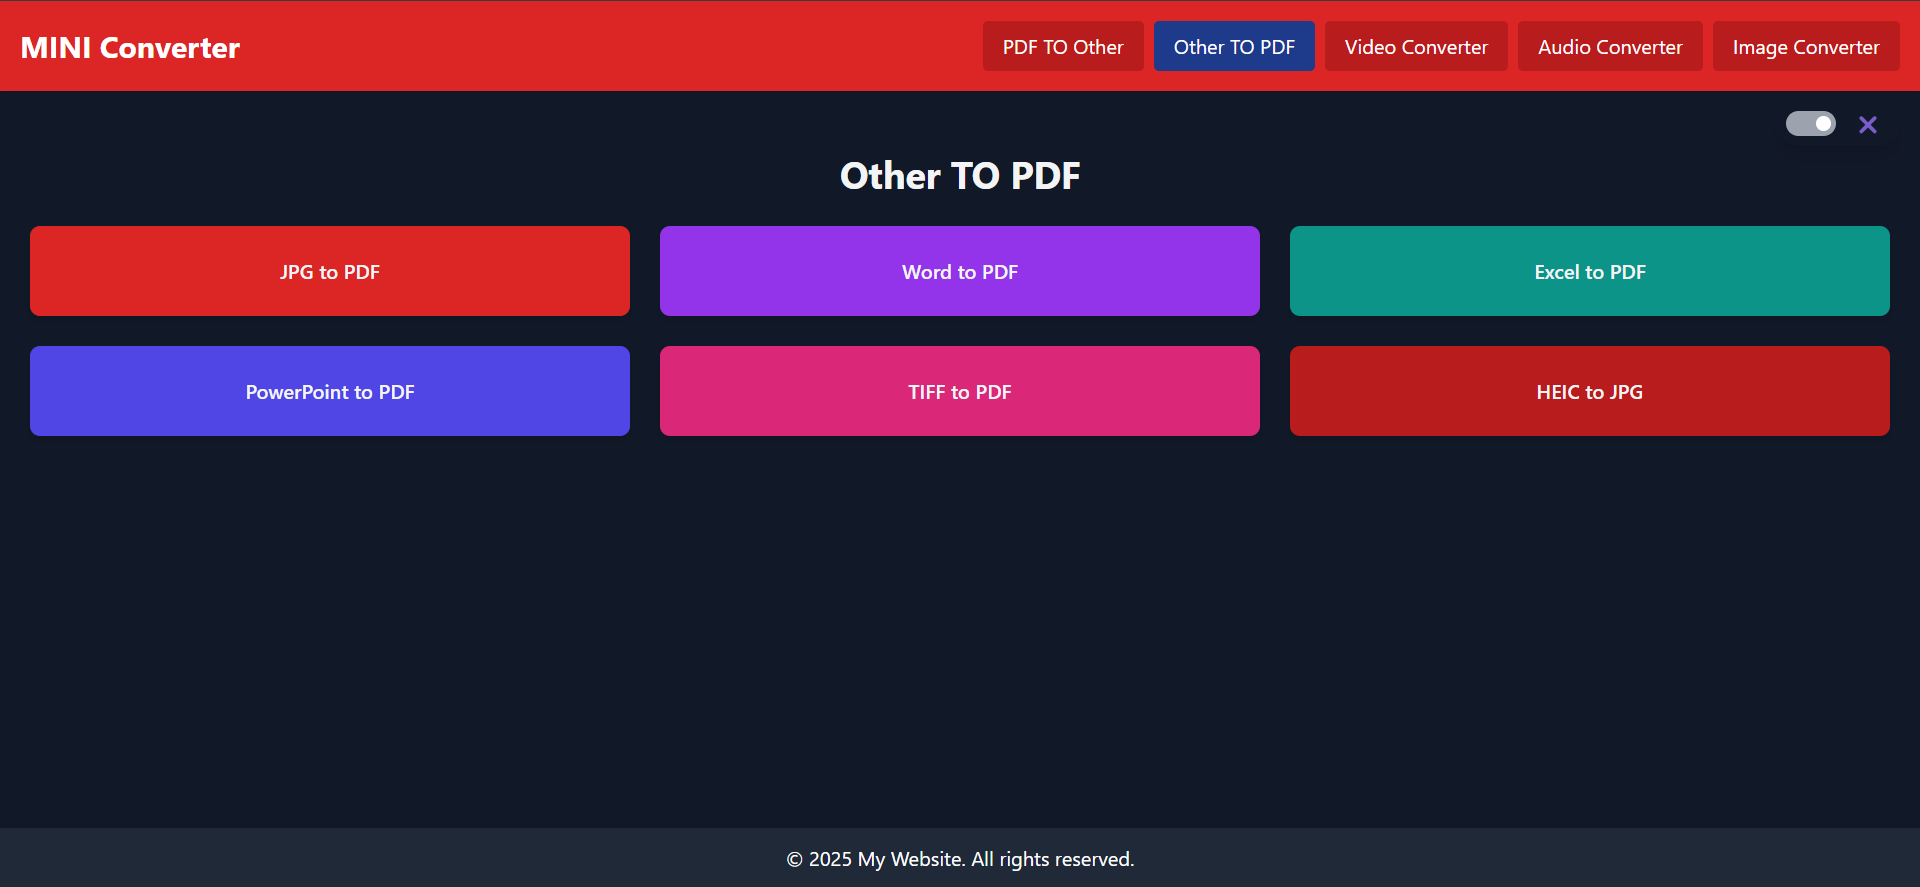 MINI Converter
PDF TO Other
Other TO PDF
Video Converter
Audio Converter
Image Converter
Other TO PDF
JPG to PDF
Word to PDF
Excel to PDF
PowerPoint to PDF
TIFF to PDF
HEIC to JPG
© 2025 My Website. All rights reserved.